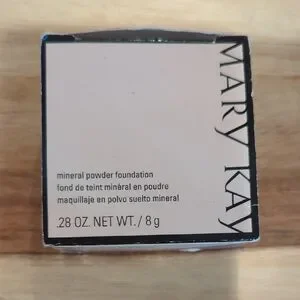 MARY KAY
mineral powder foundation
fond de teint minéral en poudre
maquillaje en polvo suelto mineral
.28 OZ. NET WT. / 8 g